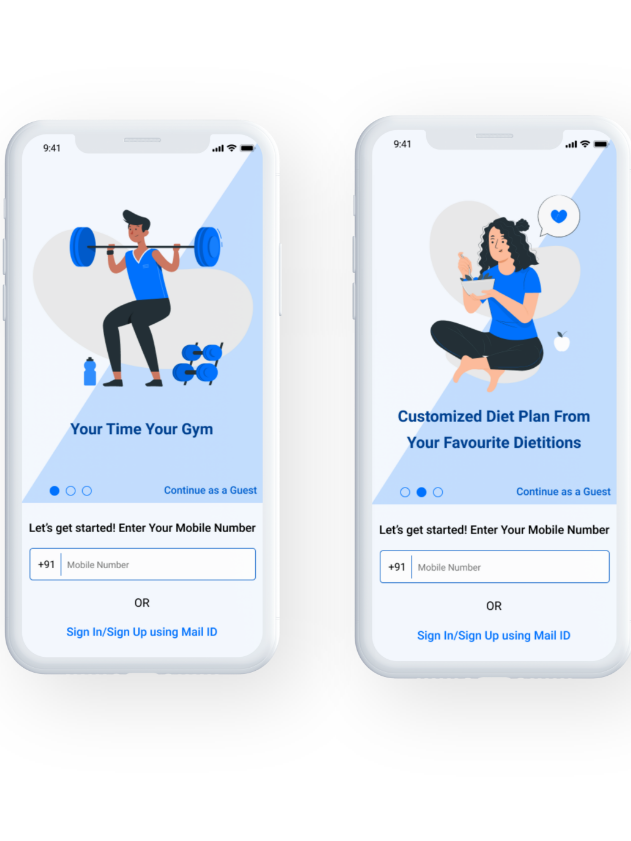 9:41
Your Time Your Gym
Continue as a Guest
Let's get started! Enter Your Mobile Number
+91 Mobile Number
OR
Sign In/Sign Up using Mail ID
9:41
Customized Diet Plan From
Your Favourite Dietitions
Continue as a Guest
Let's get started! Enter Your Mobile Number
+91 Mobile Number
OR
Sign In/Sign Up using Mail ID